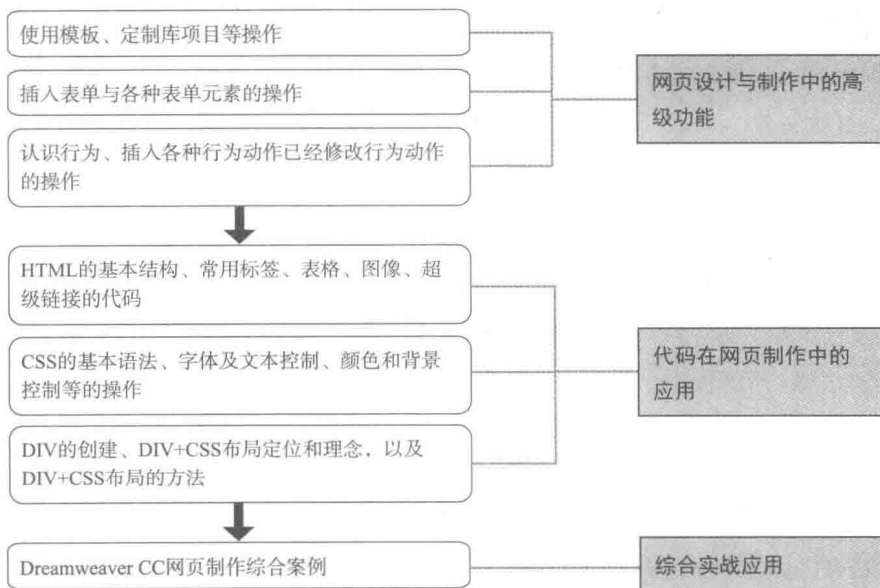 使用模板、定制库项目等操作
插入表单与各种表单元素的操作
网页设计与制作中的高
级功能
认识行为、插入各种行为动作已经修改行为动作
的操作
HTML的基本结构、常用标签、表格、图像、超
级链接的代码
CSS的基本语法、字体及文本控制、颜色和背景
控制等的操作
代码在网页制作中的
应用
DIV的创建、DIV+CSS布局定位和理念，以及
DIV+CSS布局的方法
Dreamweaver CC网页制作综合案例
综合实战应用